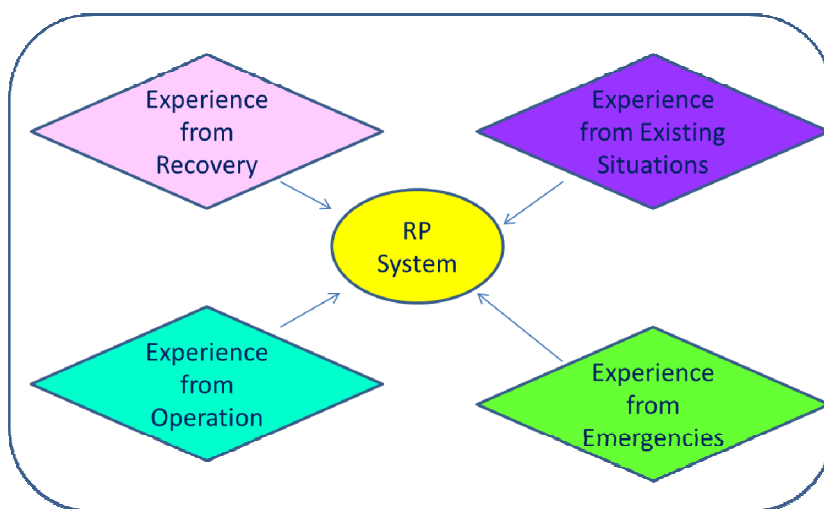 Experience
from
Recovery
Experience
from Existing
Situations
RP
System
Experience
from
Operation
Experience
from
Emergencies